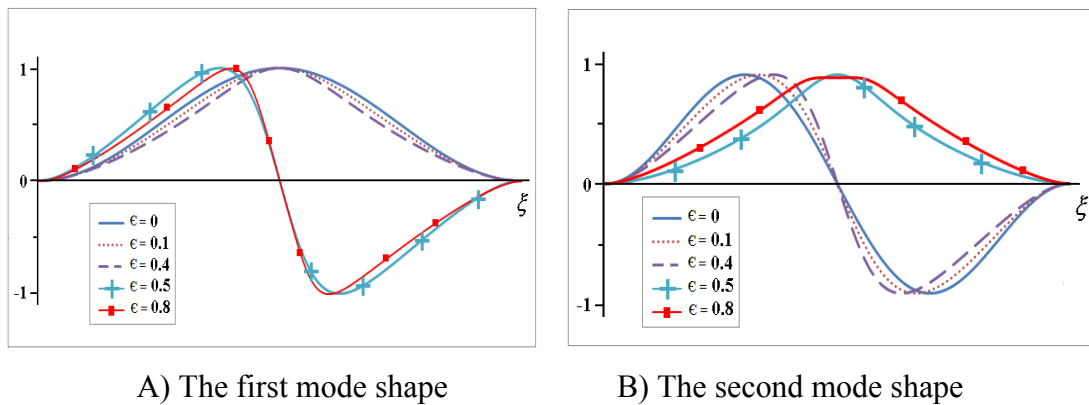 1
0
-1
ξ
Є = 0
Є = 0.1
Є = 0.4
Є = 0.5
Є = 0.8
A) The first mode shape
1
0
-1
ξ
Є = 0
Є = 0.1
Є = 0.4
Є = 0.5
Є = 0.8
B) The second mode shape